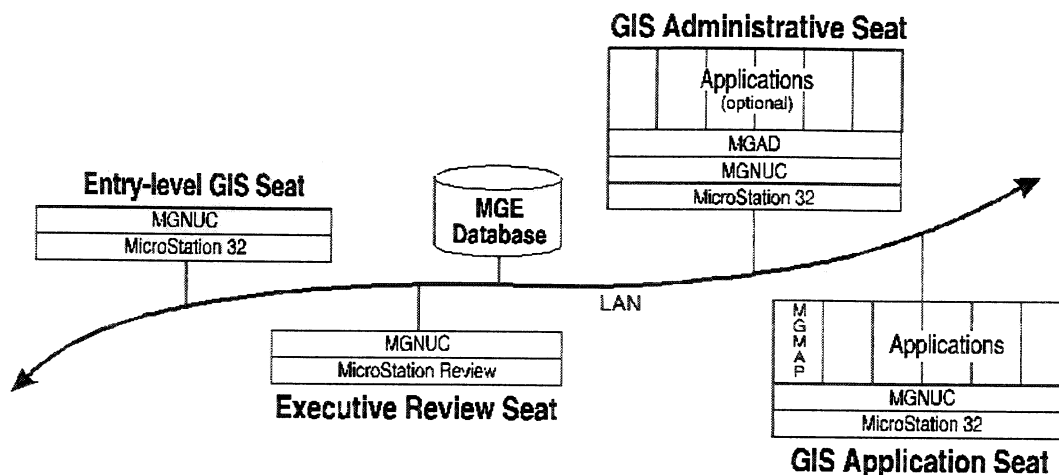 GIS Administrative Seat
Applications
(optional)
MGAD
MGNUC
MicroStation 32
Entry-level GIS Seat
MGNUC
MicroStation 32
MGE
Database
LAN
MGNUC
MicroStation Review
Executive Review Seat
MGMAP
Applications
MGNUC
MicroStation 32
GIS Application Seat